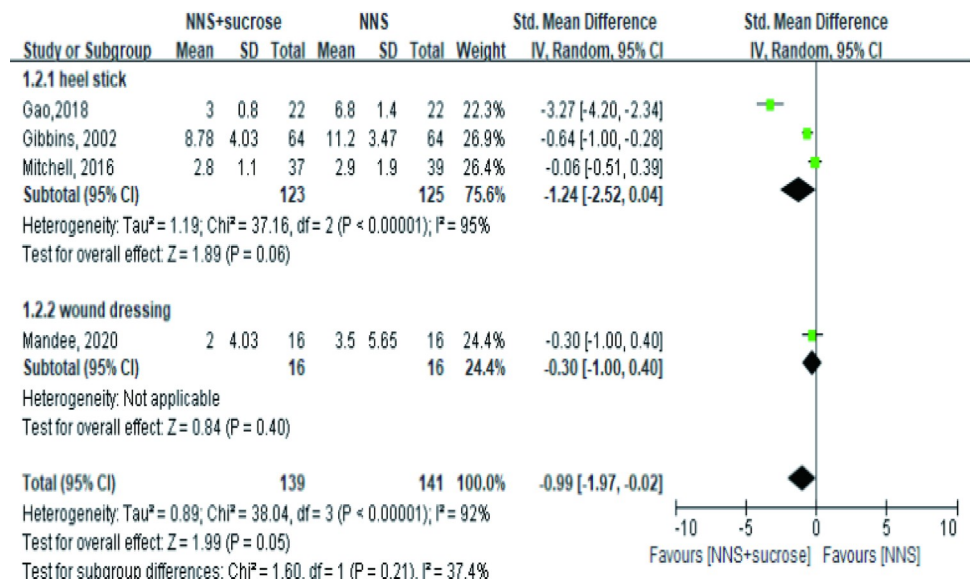 NNS+sucrose NNS Std. Mean Difference Std. Mean Difference
Study or Subgroup Mean SD Total Mean SD Total Weight IV, Random, 95% CI IV, Random, 95% CI
1.2.1 heel stick
Gao,2018 3 0.8 22 6.8 1.4 22 22.3% -3.27 [-4.20, -2.34]
Gibbins, 2002 8.78 4.03 64 11.2 3.47 64 26.9% -0.64 [-1.00, -0.28]
Mitchell, 2016 2.8 1.1 37 2.9 1.9 39 26.4% -0.06 [-0.51, 0.39]
Subtotal (95% CI) 123 125 75.6% -1.24 [-2.52, 0.04]
Heterogeneity: Tau² = 1.19; Chi² = 37.16, df = 2 (P < 0.00001); I² = 95%
Test for overall effect: Z = 1.89 (P = 0.06)
1.2.2 wound dressing
Mandee, 2020 2 4.03 16 3.5 5.65 16 24.4% -0.30 [-1.00, 0.40]
Subtotal (95% CI) 16 16 24.4% -0.30 [-1.00, 0.40]
Heterogeneity: Not applicable
Test for overall effect: Z = 0.84 (P = 0.40)
Total (95% CI) 139 141 100.0% -0.99 [-1.97, -0.02]
Heterogeneity: Tau² = 0.89; Chi² = 38.04, df = 3 (P < 0.00001); I² = 92%
Test for overall effect: Z = 1.99 (P = 0.05)
Test for subgroup differences: Chi² = 1.60, df = 1 (P = 0.21), I² = 37.4%
-10 -5 0 5 10
Favours [NNS+sucrose] Favours [NNS]